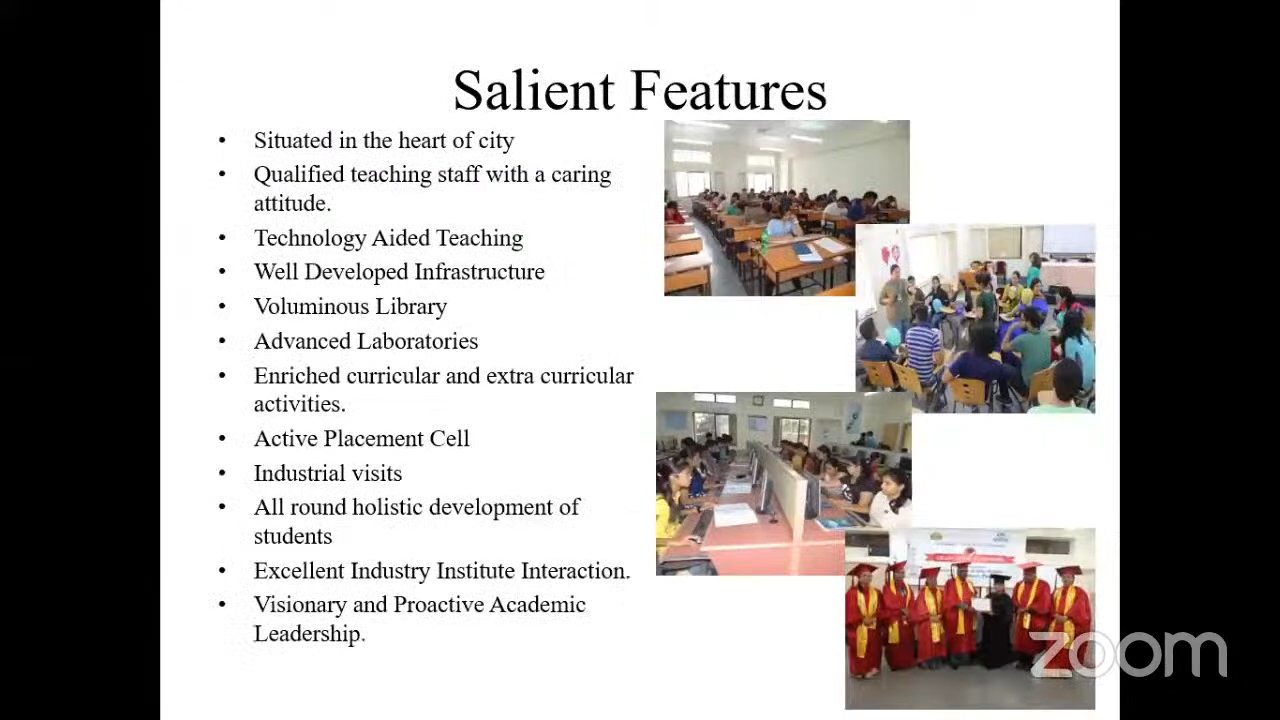 Salient Features
• Situated in the heart of city
• Qualified teaching staff with a caring
attitude.
• Technology Aided Teaching
• Well Developed Infrastructure
• Voluminous Library
• Advanced Laboratories
• Enriched curricular and extra curricular
activities.
• Active Placement Cell
• Industrial visits
• All round holistic development of
students
• Excellent Industry Institute Interaction.
• Visionary and Proactive Academic
Leadership.
zoom